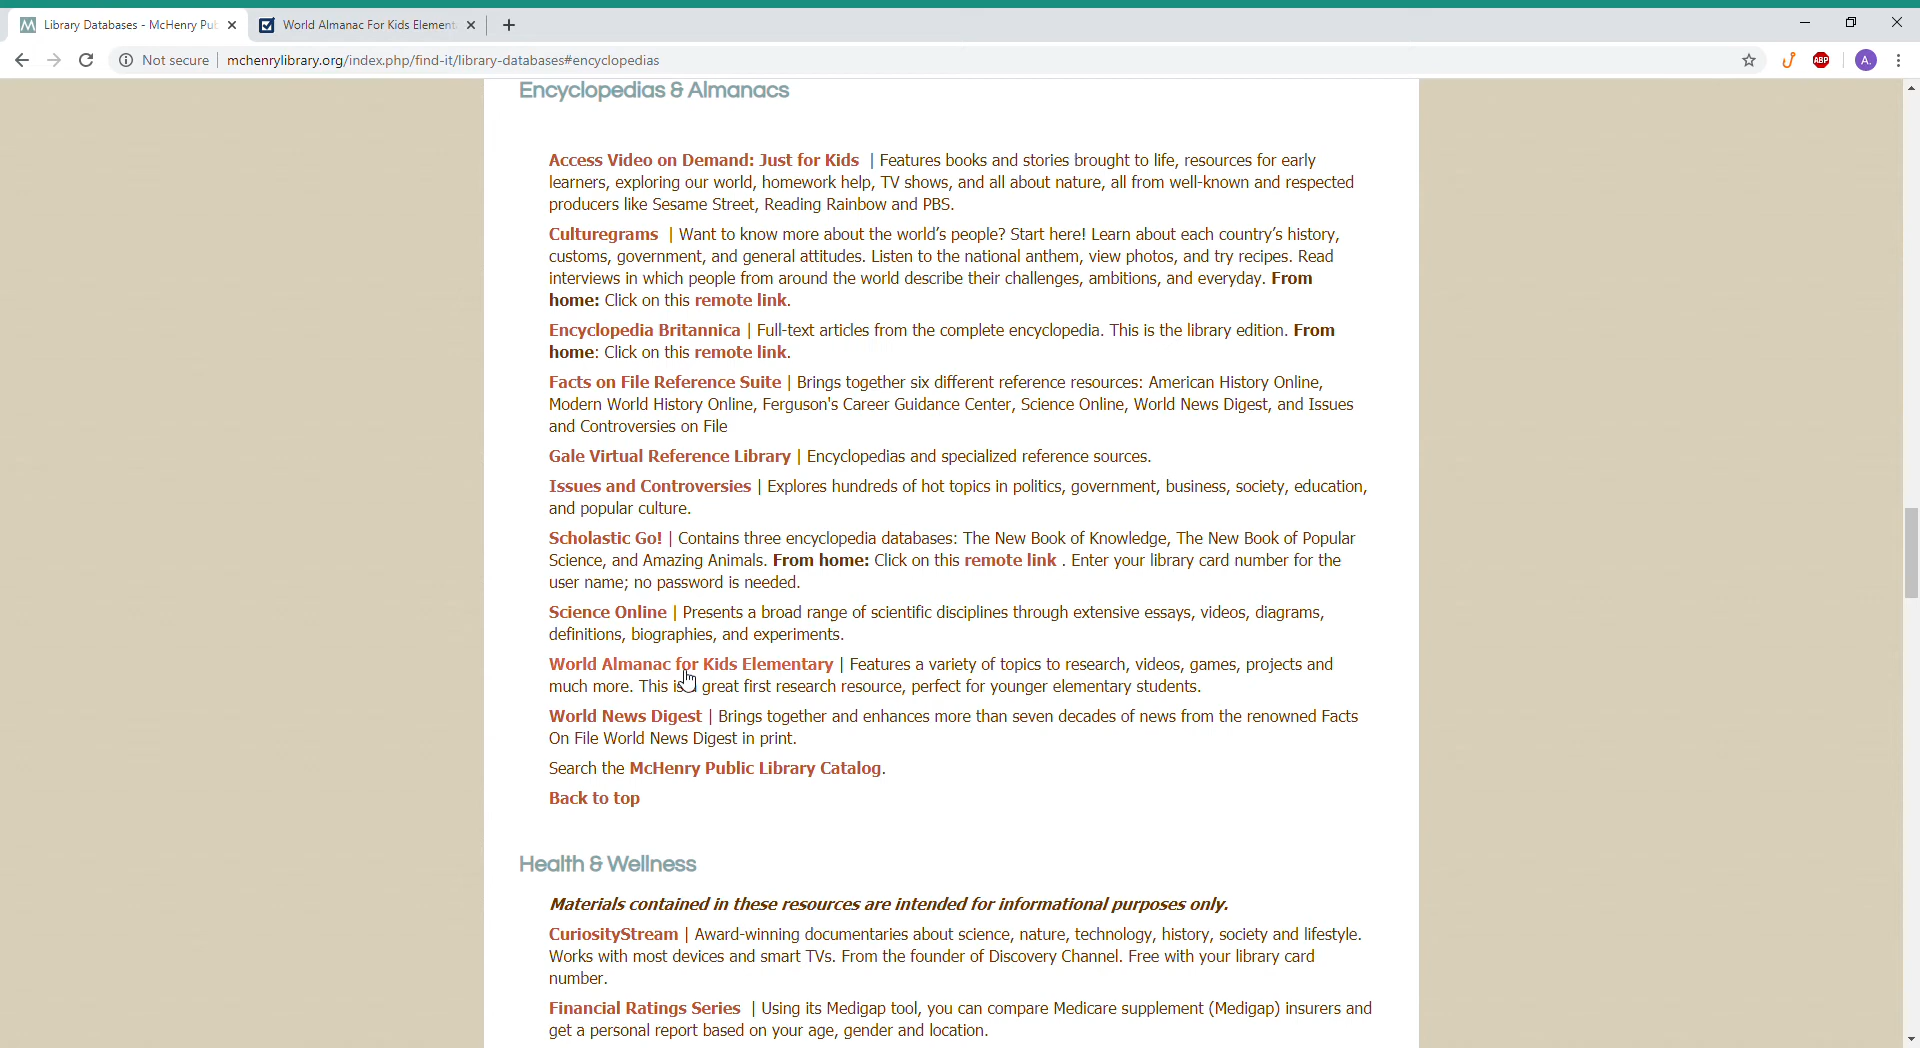 Library Databases - McHenry Pub
World Almanac For Kids Element
Not secure
mchenrylibrary.org/index.php/find-it/library-databases#encyclopedias
ABP
A.
Encyclopedias & Almanacs
Access Video on Demand: Just for Kids | Features books and stories brought to life, resources for early
learners, exploring our world, homework help, TV shows, and all about nature, all from well-known and respected
producers like Sesame Street, Reading Rainbow and PBS.
Culturegrams | Want to know more about the world’s people? Start here! Learn about each country’s history,
customs, government, and general attitudes. Listen to the national anthem, view photos, and try recipes. Read
interviews in which people from around the world describe their challenges, ambitions, and everyday. From
home: Click on this remote link.
Encyclopedia Britannica | Full-text articles from the complete encyclopedia. This is the library edition. From
home: Click on this remote link.
Facts on File Reference Suite | Brings together six different reference resources: American History Online,
Modern World History Online, Ferguson's Career Guidance Center, Science Online, World News Digest, and Issues
and Controversies on File
Gale Virtual Reference Library | Encyclopedias and specialized reference sources.
Issues and Controversies | Explores hundreds of hot topics in politics, government, business, society, education,
and popular culture.
Scholastic Go! | Contains three encyclopedia databases: The New Book of Knowledge, The New Book of Popular
Science, and Amazing Animals. From home: Click on this remote link . Enter your library card number for the
user name; no password is needed.
Science Online | Presents a broad range of scientific disciplines through extensive essays, videos, diagrams,
definitions, biographies, and experiments.
World Almanac for Kids Elementary | Features a variety of topics to research, videos, games, projects and
much more. This is a great first research resource, perfect for younger elementary students.
World News Digest | Brings together and enhances more than seven decades of news from the renowned Facts
On File World News Digest in print.
Search the McHenry Public Library Catalog.
Back to top
Health & Wellness
Materials contained in these resources are intended for informational purposes only.
CuriosityStream | Award-winning documentaries about science, nature, technology, history, society and lifestyle.
Works with most devices and smart TVs. From the founder of Discovery Channel. Free with your library card
number.
Financial Ratings Series | Using its Medigap tool, you can compare Medicare supplement (Medigap) insurers and
get a personal report based on your age, gender and location.